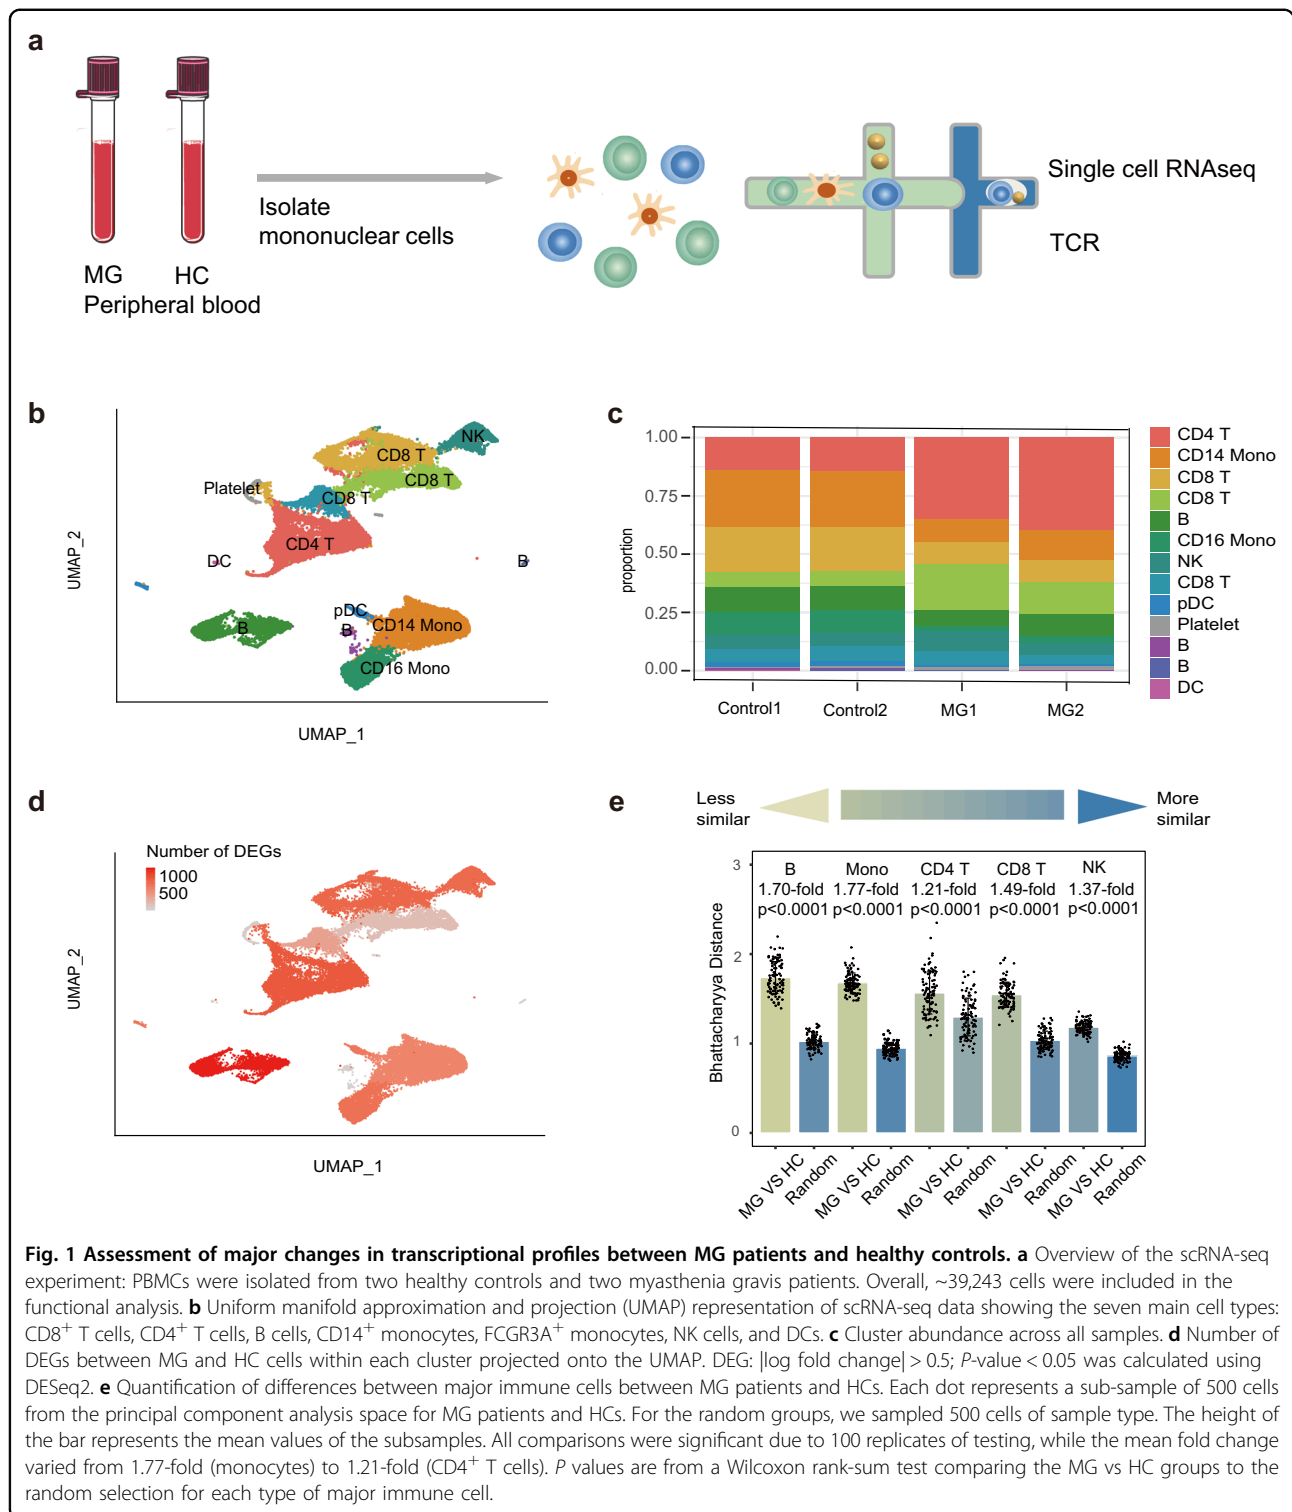 a
MG HC
Peripheral blood
Isolate
mononuclear cells
Single cell RNAseq
TCR
b
UMAP_2
NK
CD8 T
CD8 T
Platelet
CD8 T
CD4 T
DC
B
B
pDC
B
CD14 Mono
CD16 Mono
UMAP_1
c
proportion
1.00
0.75
0.50
0.25
0.00
Control1 Control2 MG1 MG2
CD4 T
CD14 Mono
CD8 T
CD8 T
B
CD16 Mono
NK
CD8 T
pDC
Platelet
B
B
DC
d
Number of DEGs
1000
500
UMAP_2
UMAP_1
e
Less
similar
More
similar
Bhattacharyya Distance
3
2
1
0
B Mono CD4 T CD8 T NK
1.70-fold 1.77-fold 1.21-fold 1.49-fold 1.37-fold
p<0.0001 p<0.0001 p<0.0001 p<0.0001 p<0.0001
MG VS HC Random MG VS HC Random MG VS HC Random MG VS HC Random MG VS HC Random
Fig. 1 Assessment of major changes in transcriptional profiles between MG patients and healthy controls. a Overview of the scRNA-seq
experiment: PBMCs were isolated from two healthy controls and two myasthenia gravis patients. Overall, ~39,243 cells were included in the
functional analysis. b Uniform manifold approximation and projection (UMAP) representation of scRNA-seq data showing the seven main cell types:
CD8⁺ T cells, CD4⁺ T cells, B cells, CD14⁺ monocytes, FCGR3A⁺ monocytes, NK cells, and DCs. c Cluster abundance across all samples. d Number of
DEGs between MG and HC cells within each cluster projected onto the UMAP. DEG: |log fold change| > 0.5; P-value < 0.05 was calculated using
DESeq2. e Quantification of differences between major immune cells between MG patients and HCs. Each dot represents a sub-sample of 500 cells
from the principal component analysis space for MG patients and HCs. For the random groups, we sampled 500 cells of sample type. The height of
the bar represents the mean values of the subsamples. All comparisons were significant due to 100 replicates of testing, while the mean fold change
varied from 1.77-fold (monocytes) to 1.21-fold (CD4⁺ T cells). P values are from a Wilcoxon rank-sum test comparing the MG vs HC groups to the
random selection for each type of major immune cell.